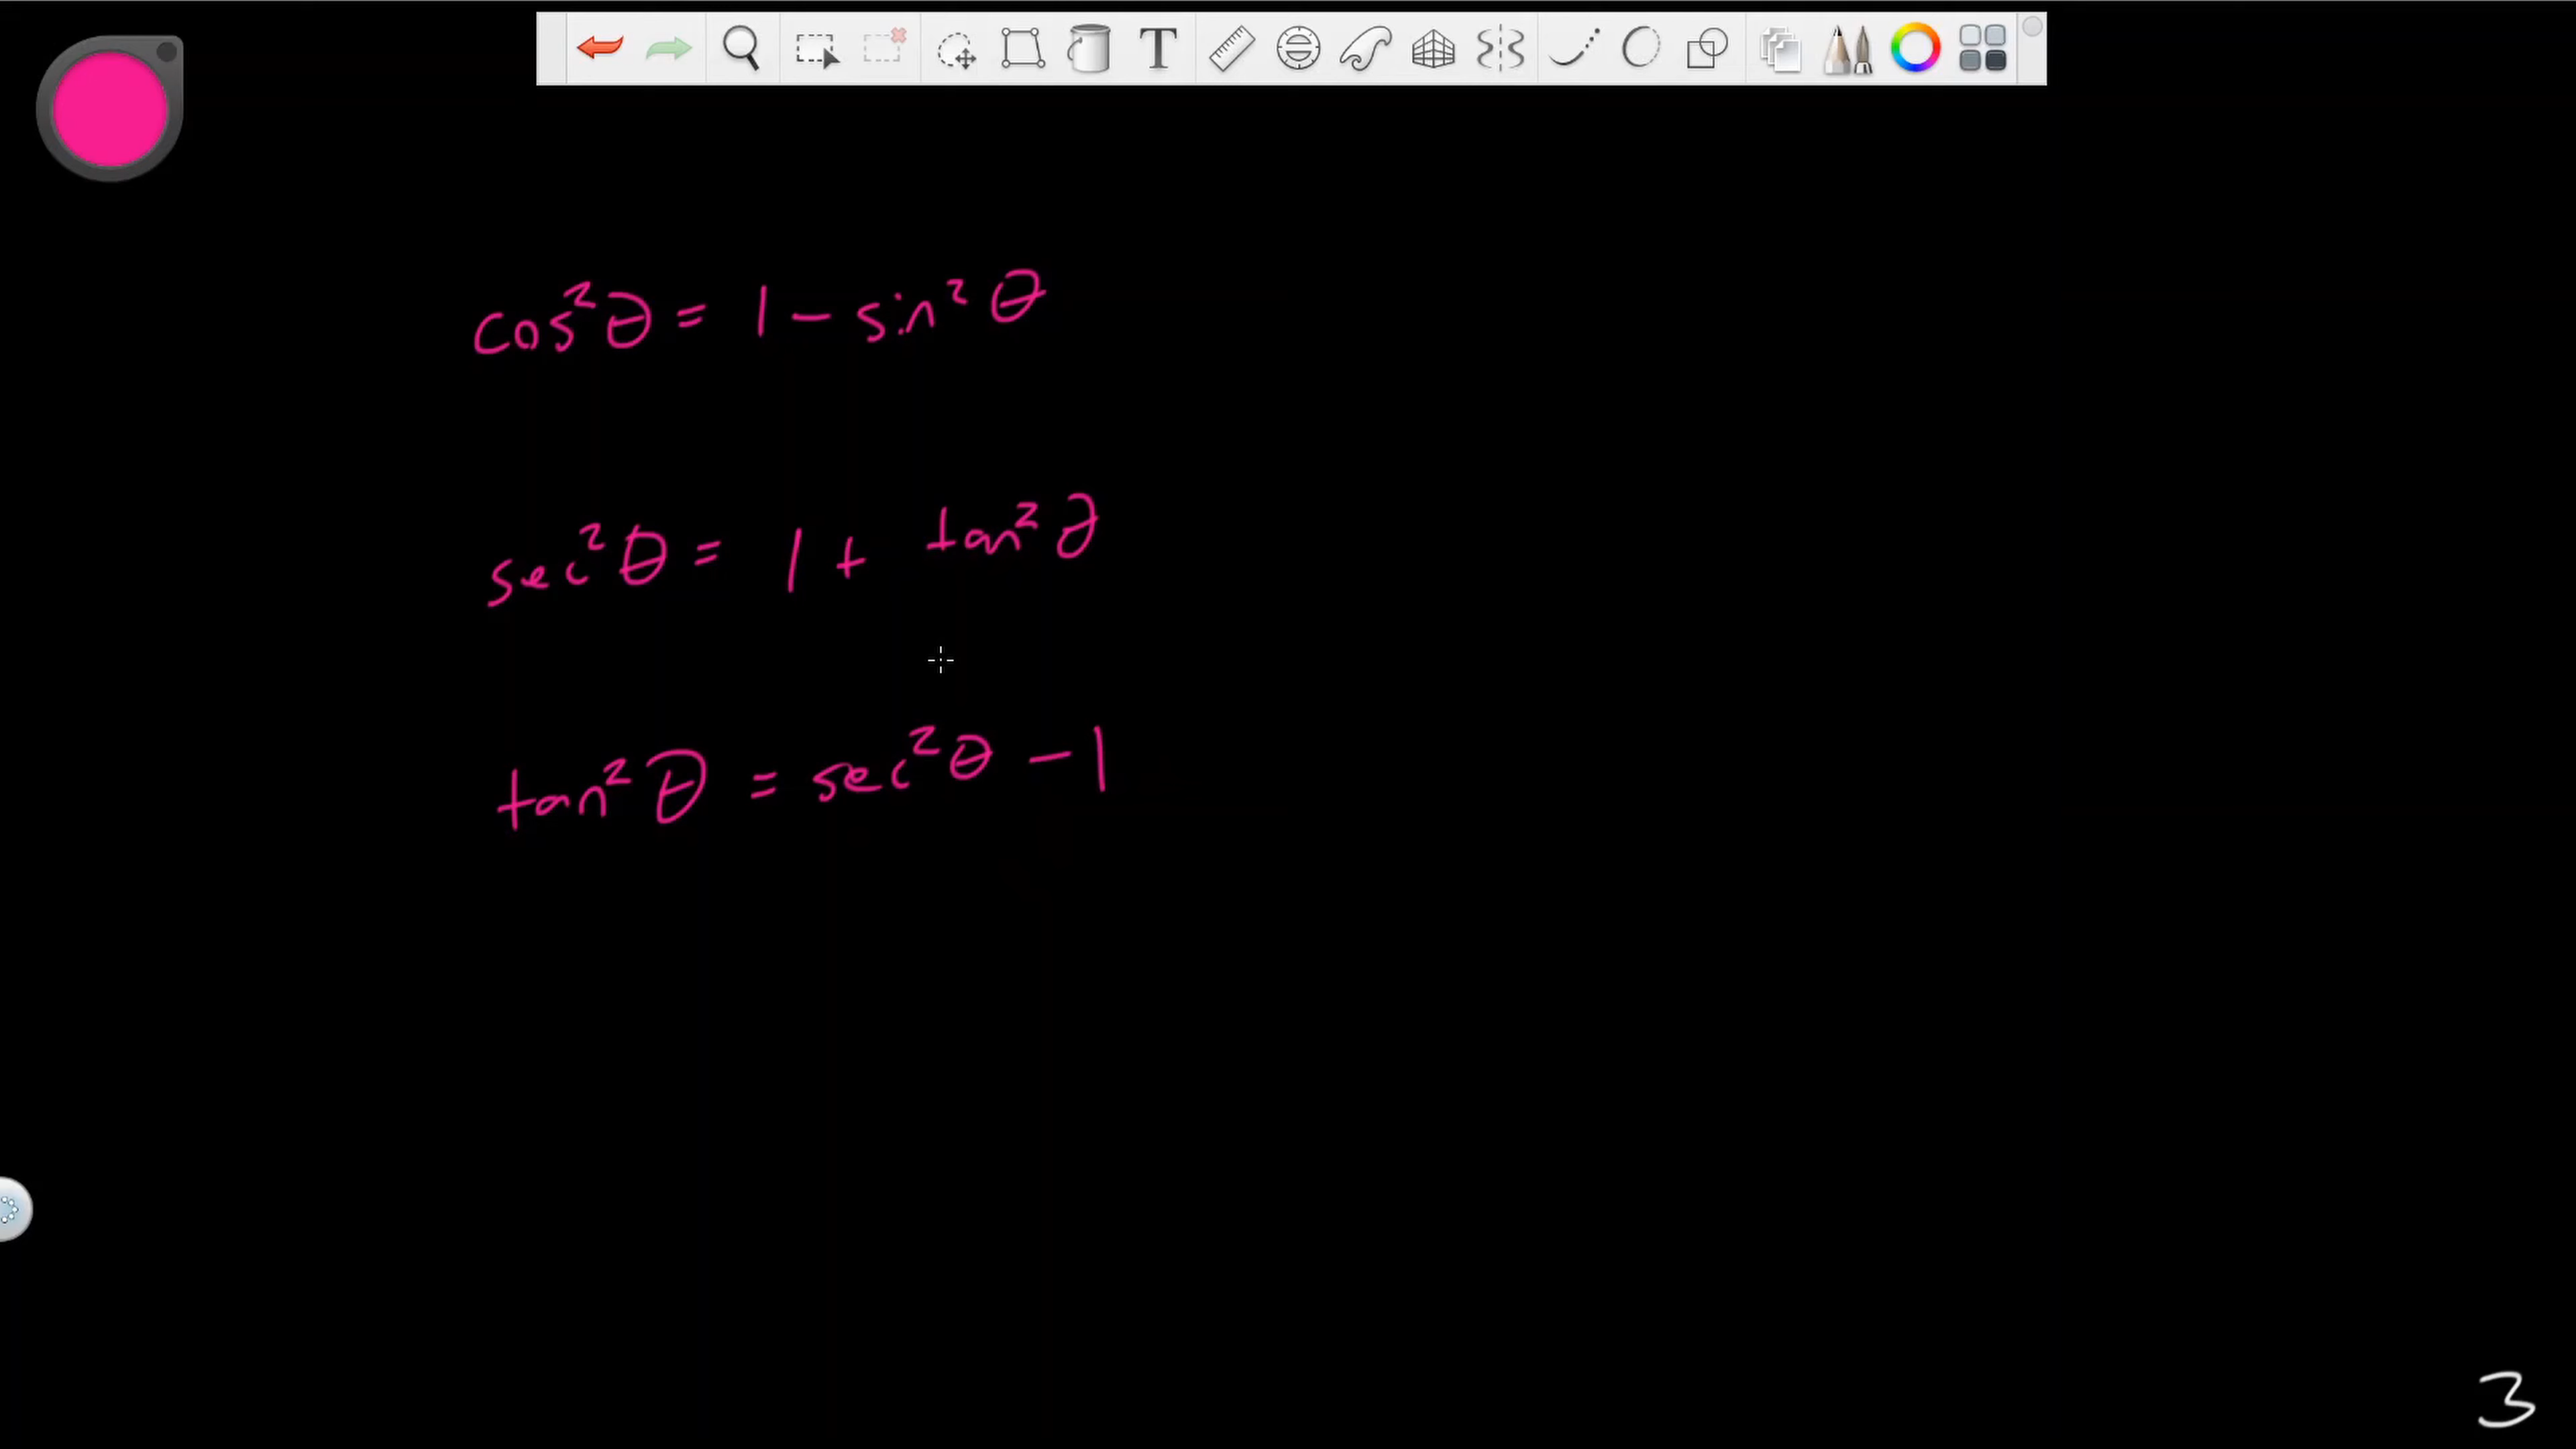 T
cos²θ = 1 − sin²θ
sec²θ = 1 + tan²θ
tan²θ = sec²θ − 1
3